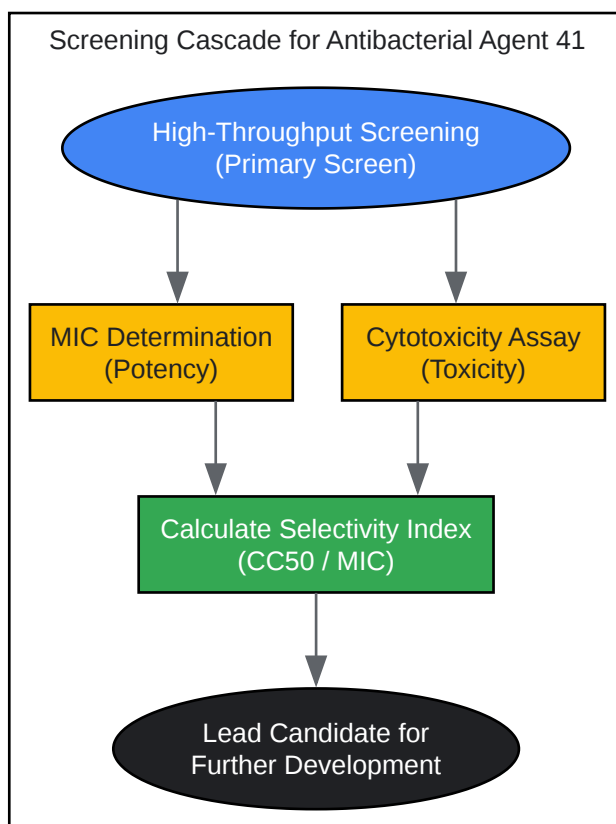 Screening Cascade for Antibacterial Agent 41
High-Throughput Screening
(Primary Screen)
MIC Determination
(Potency)
Cytotoxicity Assay
(Toxicity)
Calculate Selectivity Index
(CC50 / MIC)
Lead Candidate for
Further Development